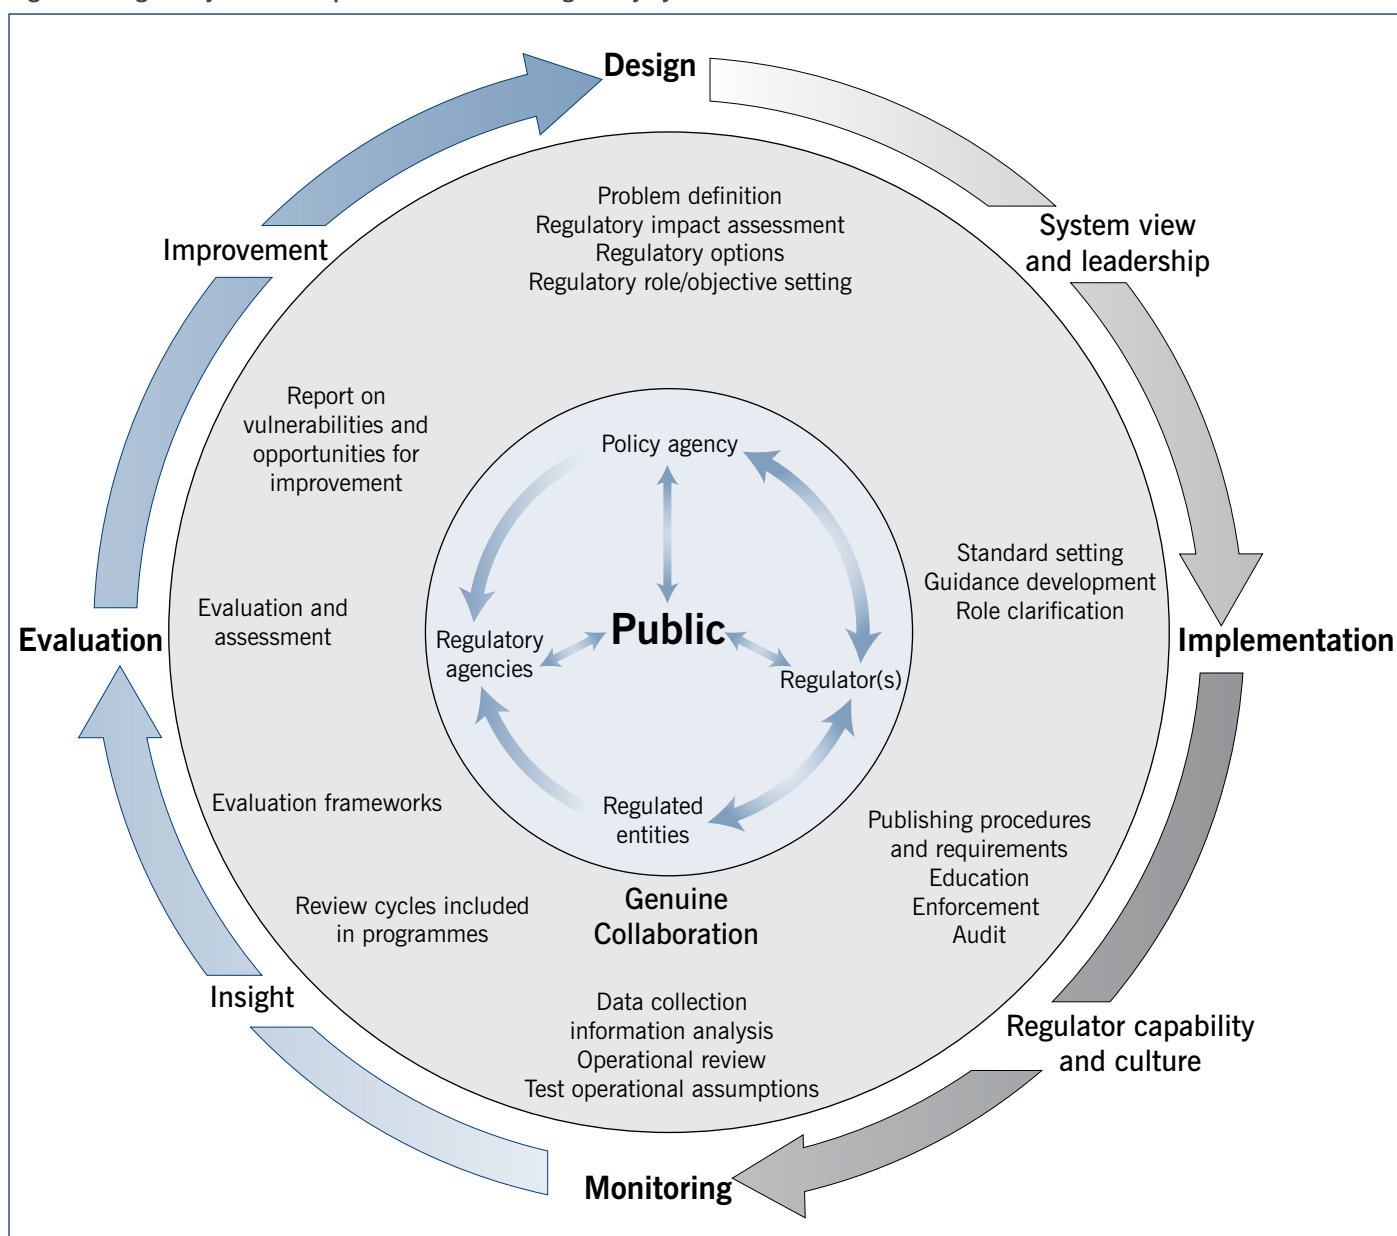 Design
System view
and leadership
Improvement
Problem definition
Regulatory impact assessment
Regulatory options
Regulatory role/objective setting
Report on
vulnerabilities and
opportunities for
improvement
Policy agency
Standard setting
Guidance development
Role clarification
Evaluation and
assessment
Evaluation
Regulatory
agencies
Public
Regulator(s)
Implementation
Evaluation frameworks
Regulated
entities
Publishing procedures
and requirements
Education
Enforcement
Audit
Genuine
Collaboration
Review cycles included
in programmes
Insight
Data collection
information analysis
Operational review
Test operational assumptions
Regulator capability
and culture
Monitoring